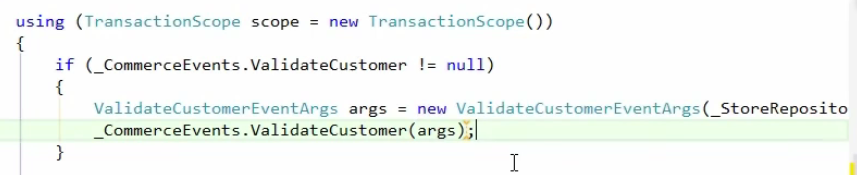 using (TransactionScope scope = new TransactionScope())
{
if (_CommerceEvents.ValidateCustomer != null)
{
ValidateCustomerEventArgs args = new ValidateCustomerEventArgs(_StoreReposito
_CommerceEvents.ValidateCustomer(args);
}